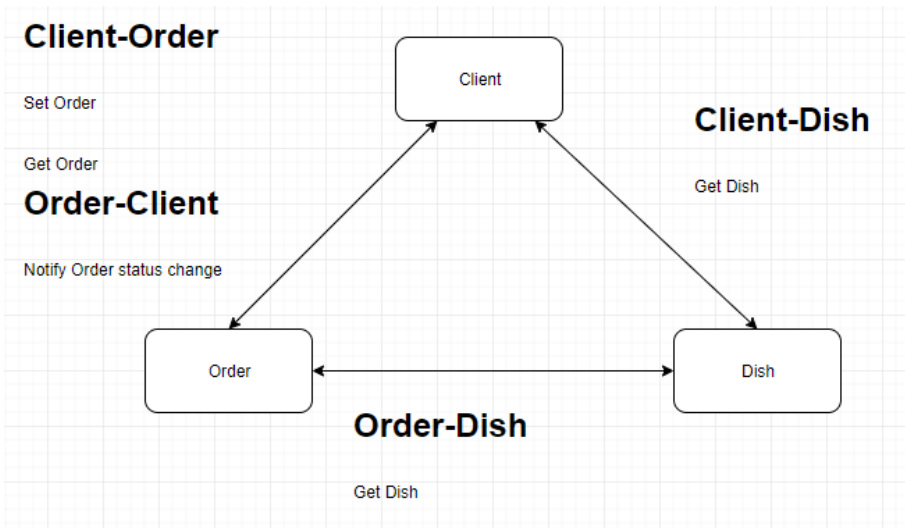 Client-Order
Set Order
Get Order
Order-Client
Notify Order status change
Client
Client-Dish
Get Dish
Order
Dish
Order-Dish
Get Dish